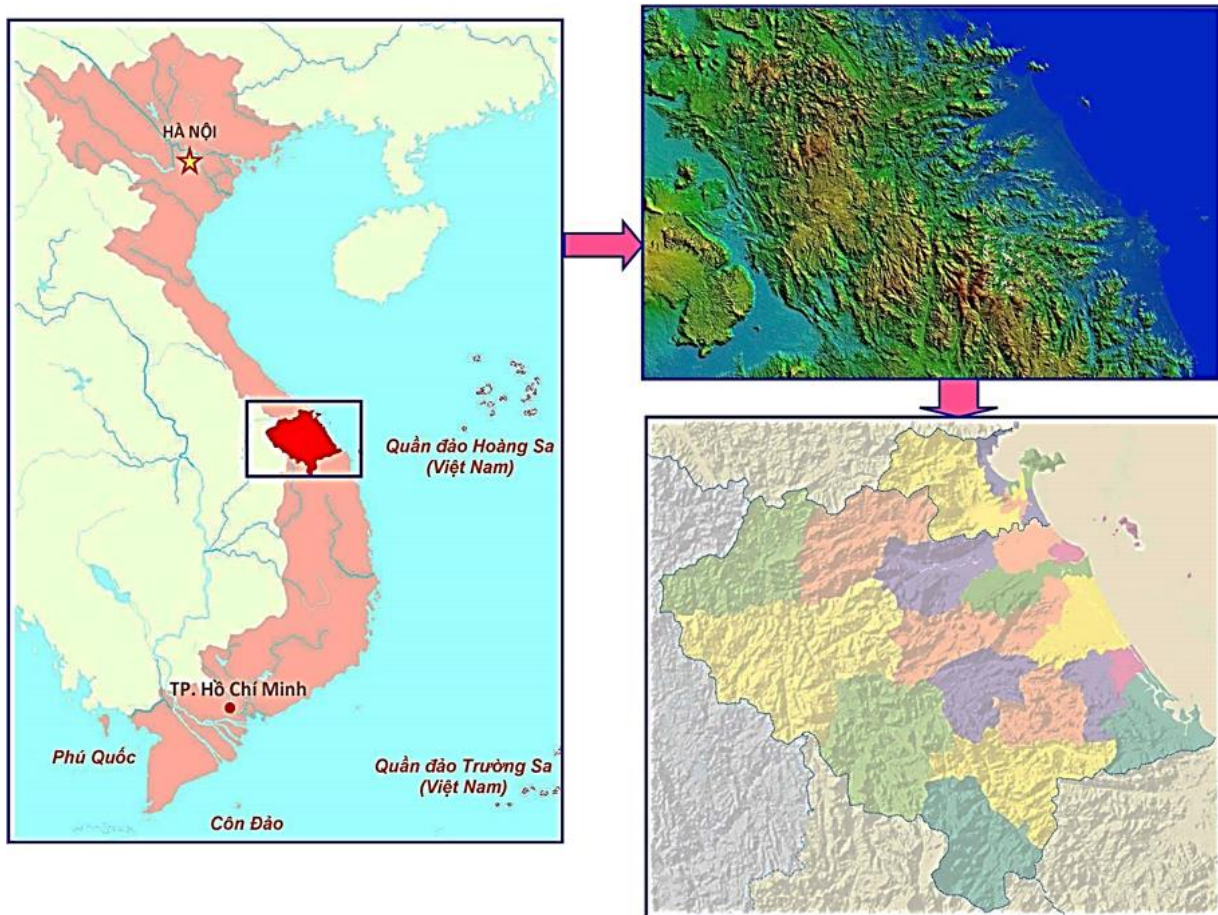 HÀ NỘI
Quần đảo Hoàng Sa
(Việt Nam)
TP. Hồ Chí Minh
Phú Quốc
Quần đảo Trường Sa
(Việt Nam)
Côn Đảo